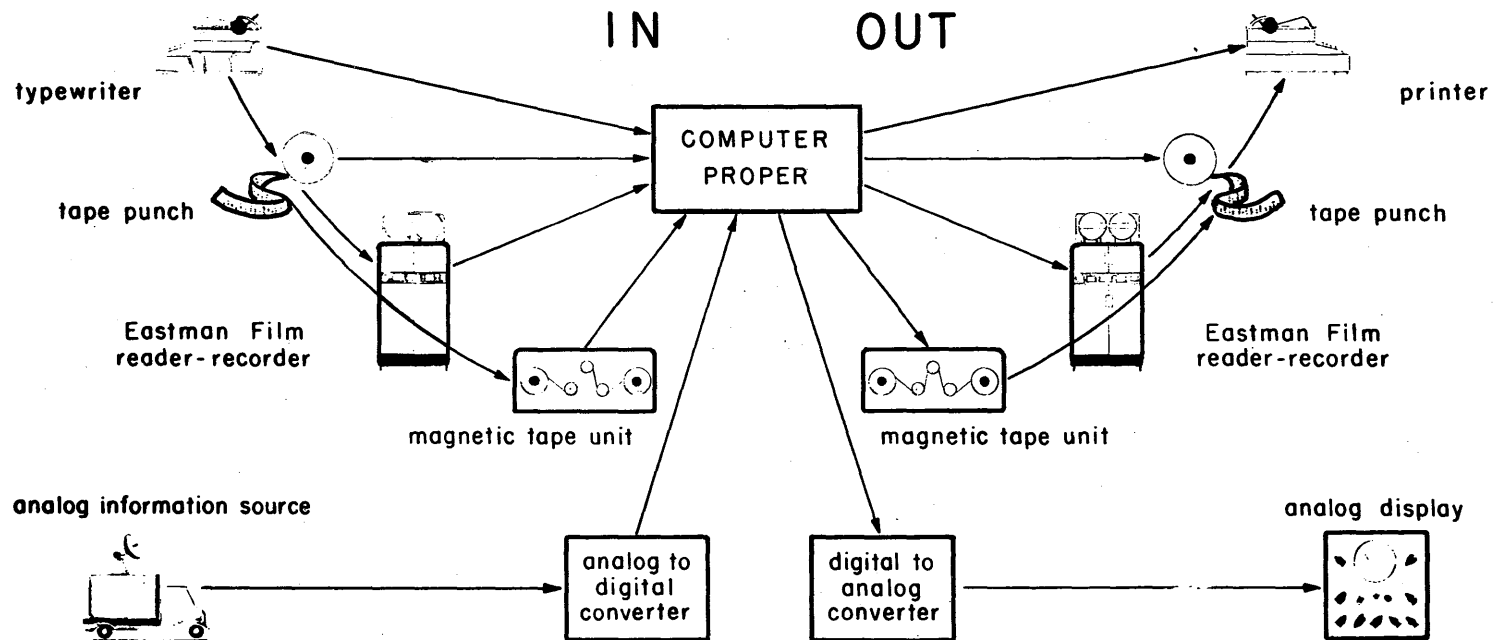 IN OUT
typewriter
printer
COMPUTER
PROPER
tape punch
tape punch
Eastman Film
reader-recorder
Eastman Film
reader-recorder
magnetic tape unit
magnetic tape unit
analog information source
analog display
analog to
digital
converter
digital to
analog
converter